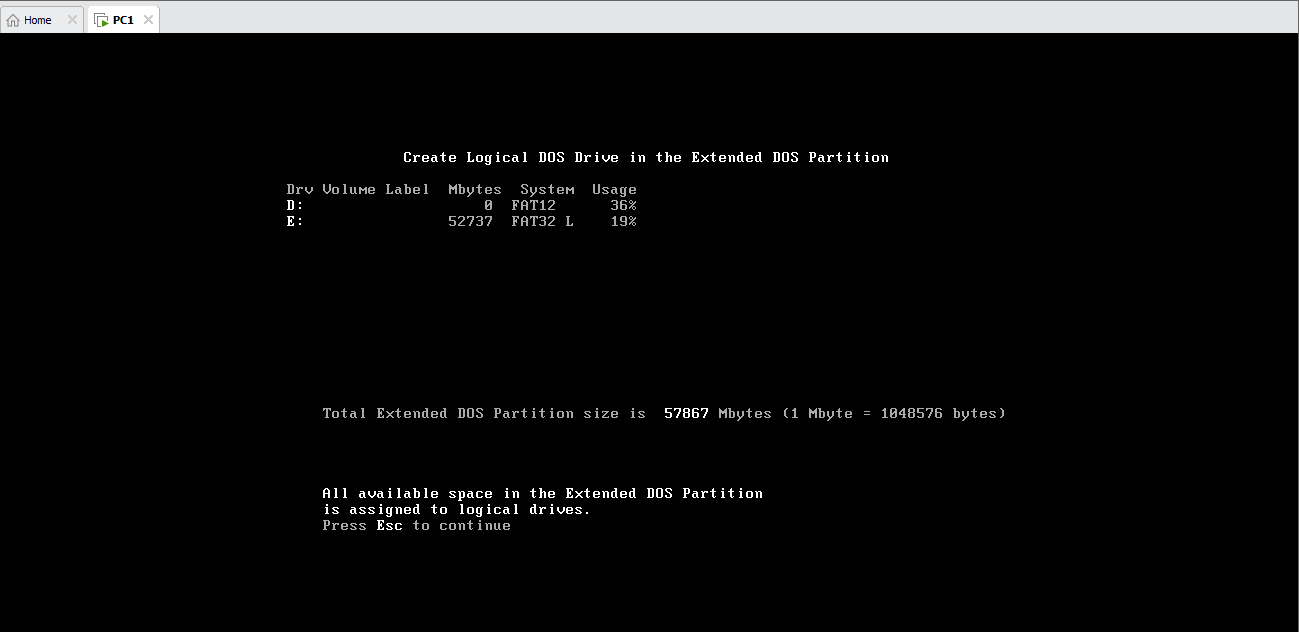 Home
PC1
Create Logical DOS Drive in the Extended DOS Partition
Drv Volume Label  Mbytes  System  Usage
D:                    0  FAT12      36%
E:                52737  FAT32 L    19%
Total Extended DOS Partition size is  57867 Mbytes (1 Mbyte = 1048576 bytes)
All available space in the Extended DOS Partition
is assigned to logical drives.
Press Esc to continue